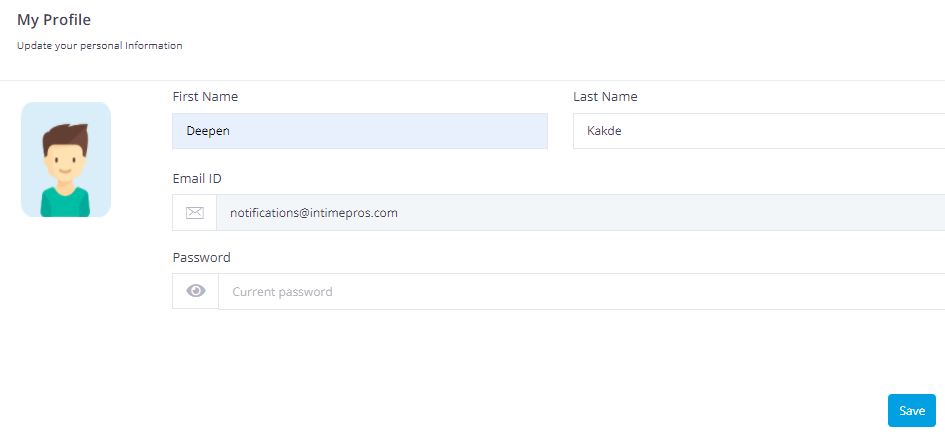 My Profile
Update your personal Information
First Name
Last Name
Deepen
Kakde
Email ID
notifications@intimepros.com
Password
Current password
Save